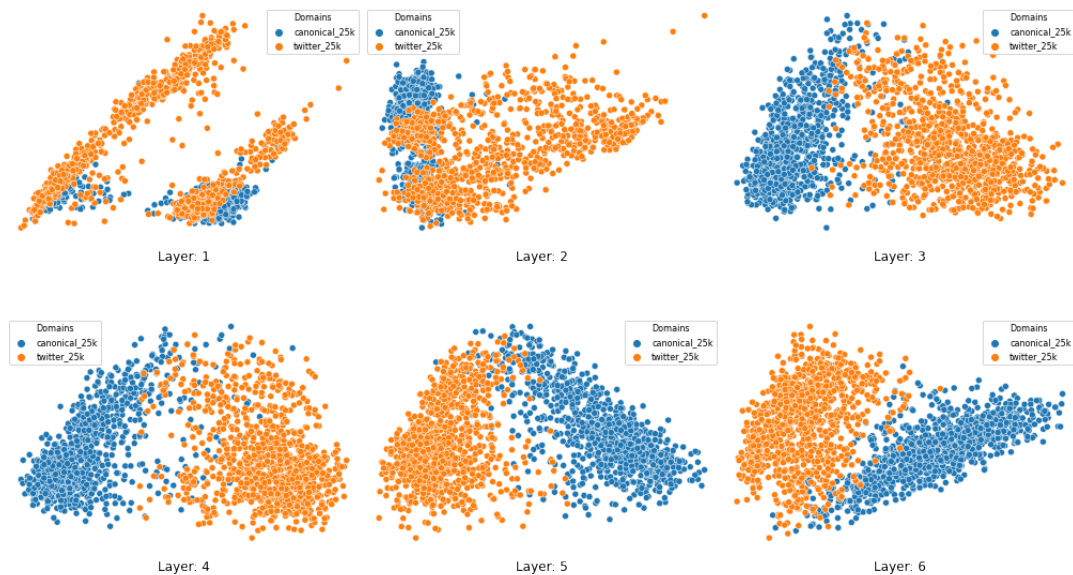 Domains
canonical_25k
twitter_25k
Domains
canonical_25k
twitter_25k
Domains
canonical_25k
twitter_25k
Layer: 1
Layer: 2
Layer: 3
Domains
canonical_25k
twitter_25k
Domains
canonical_25k
twitter_25k
Domains
canonical_25k
twitter_25k
Layer: 4
Layer: 5
Layer: 6